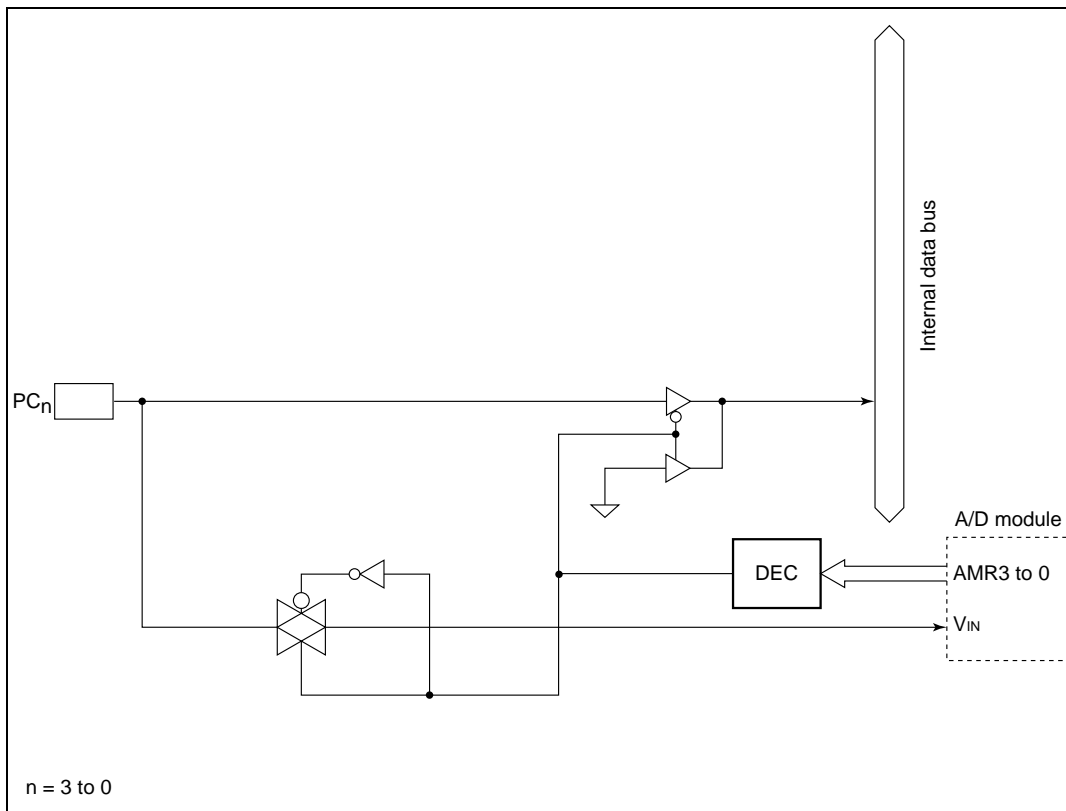 Internal data bus
PCn
A/D module
DEC
AMR3 to 0
VIN
n = 3 to 0